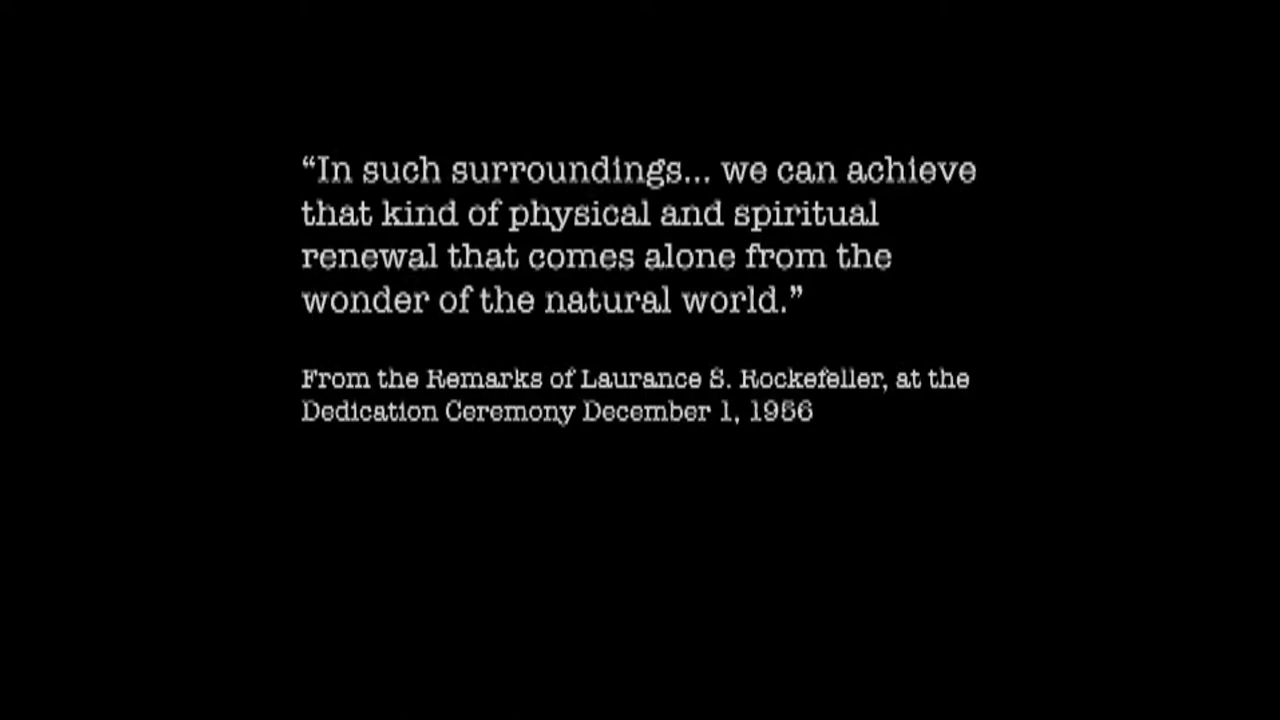 “In such surroundings... we can achieve
that kind of physical and spiritual
renewal that comes alone from the
wonder of the natural world.”
From the Remarks of Laurance S. Rockefeller, at the
Dedication Ceremony December 1, 1956